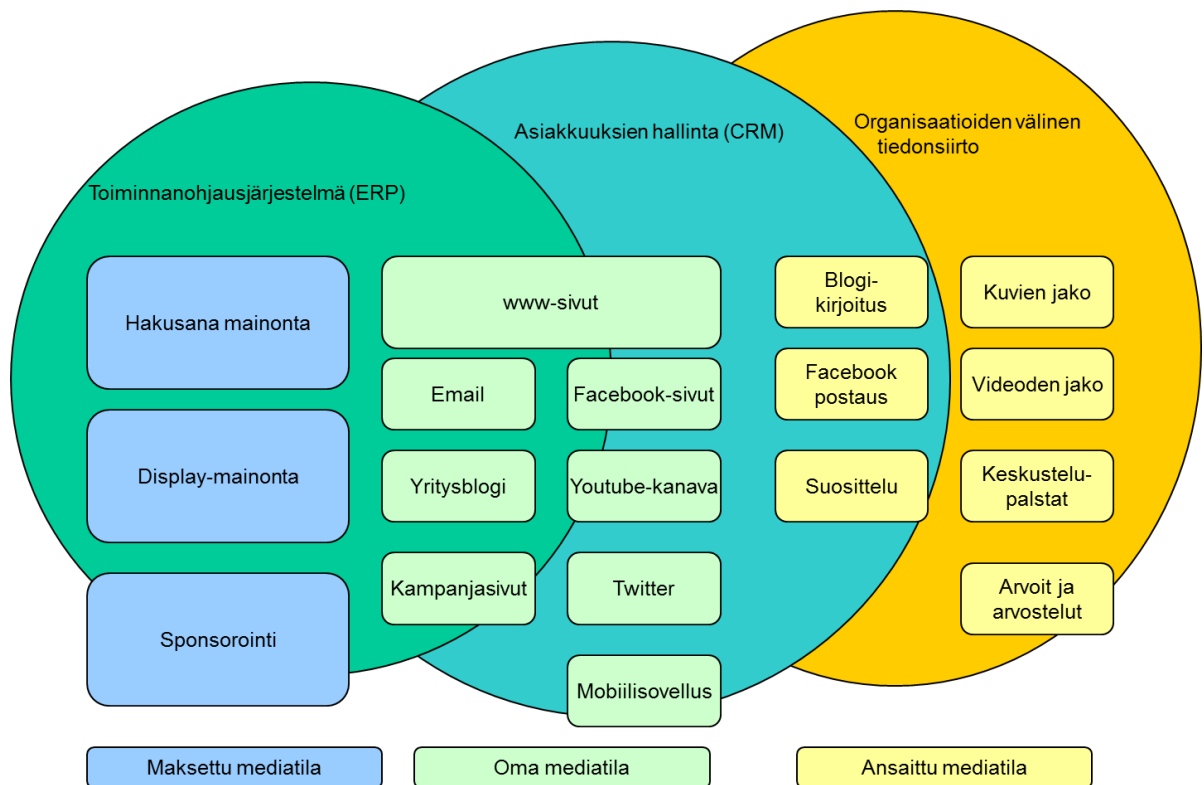 Asiakkuuksien hallinta (CRM)
Organisaatioiden välinen
tiedonsiirto
Toiminnanohjausjärjestelmä (ERP)
Hakusana mainonta
Display-mainonta
Sponsorointi
www-sivut
Email
Facebook-sivut
Yritysblogi
Youtube-kanava
Kampanjasivut
Twitter
Mobiilisovellus
Blogi-
kirjoitus
Facebook
postaus
Suosittelu
Kuvien jako
Videoden jako
Keskustelu-
palstat
Arvoit ja
arvostelut
Maksettu mediatila
Oma mediatila
Ansaittu mediatila